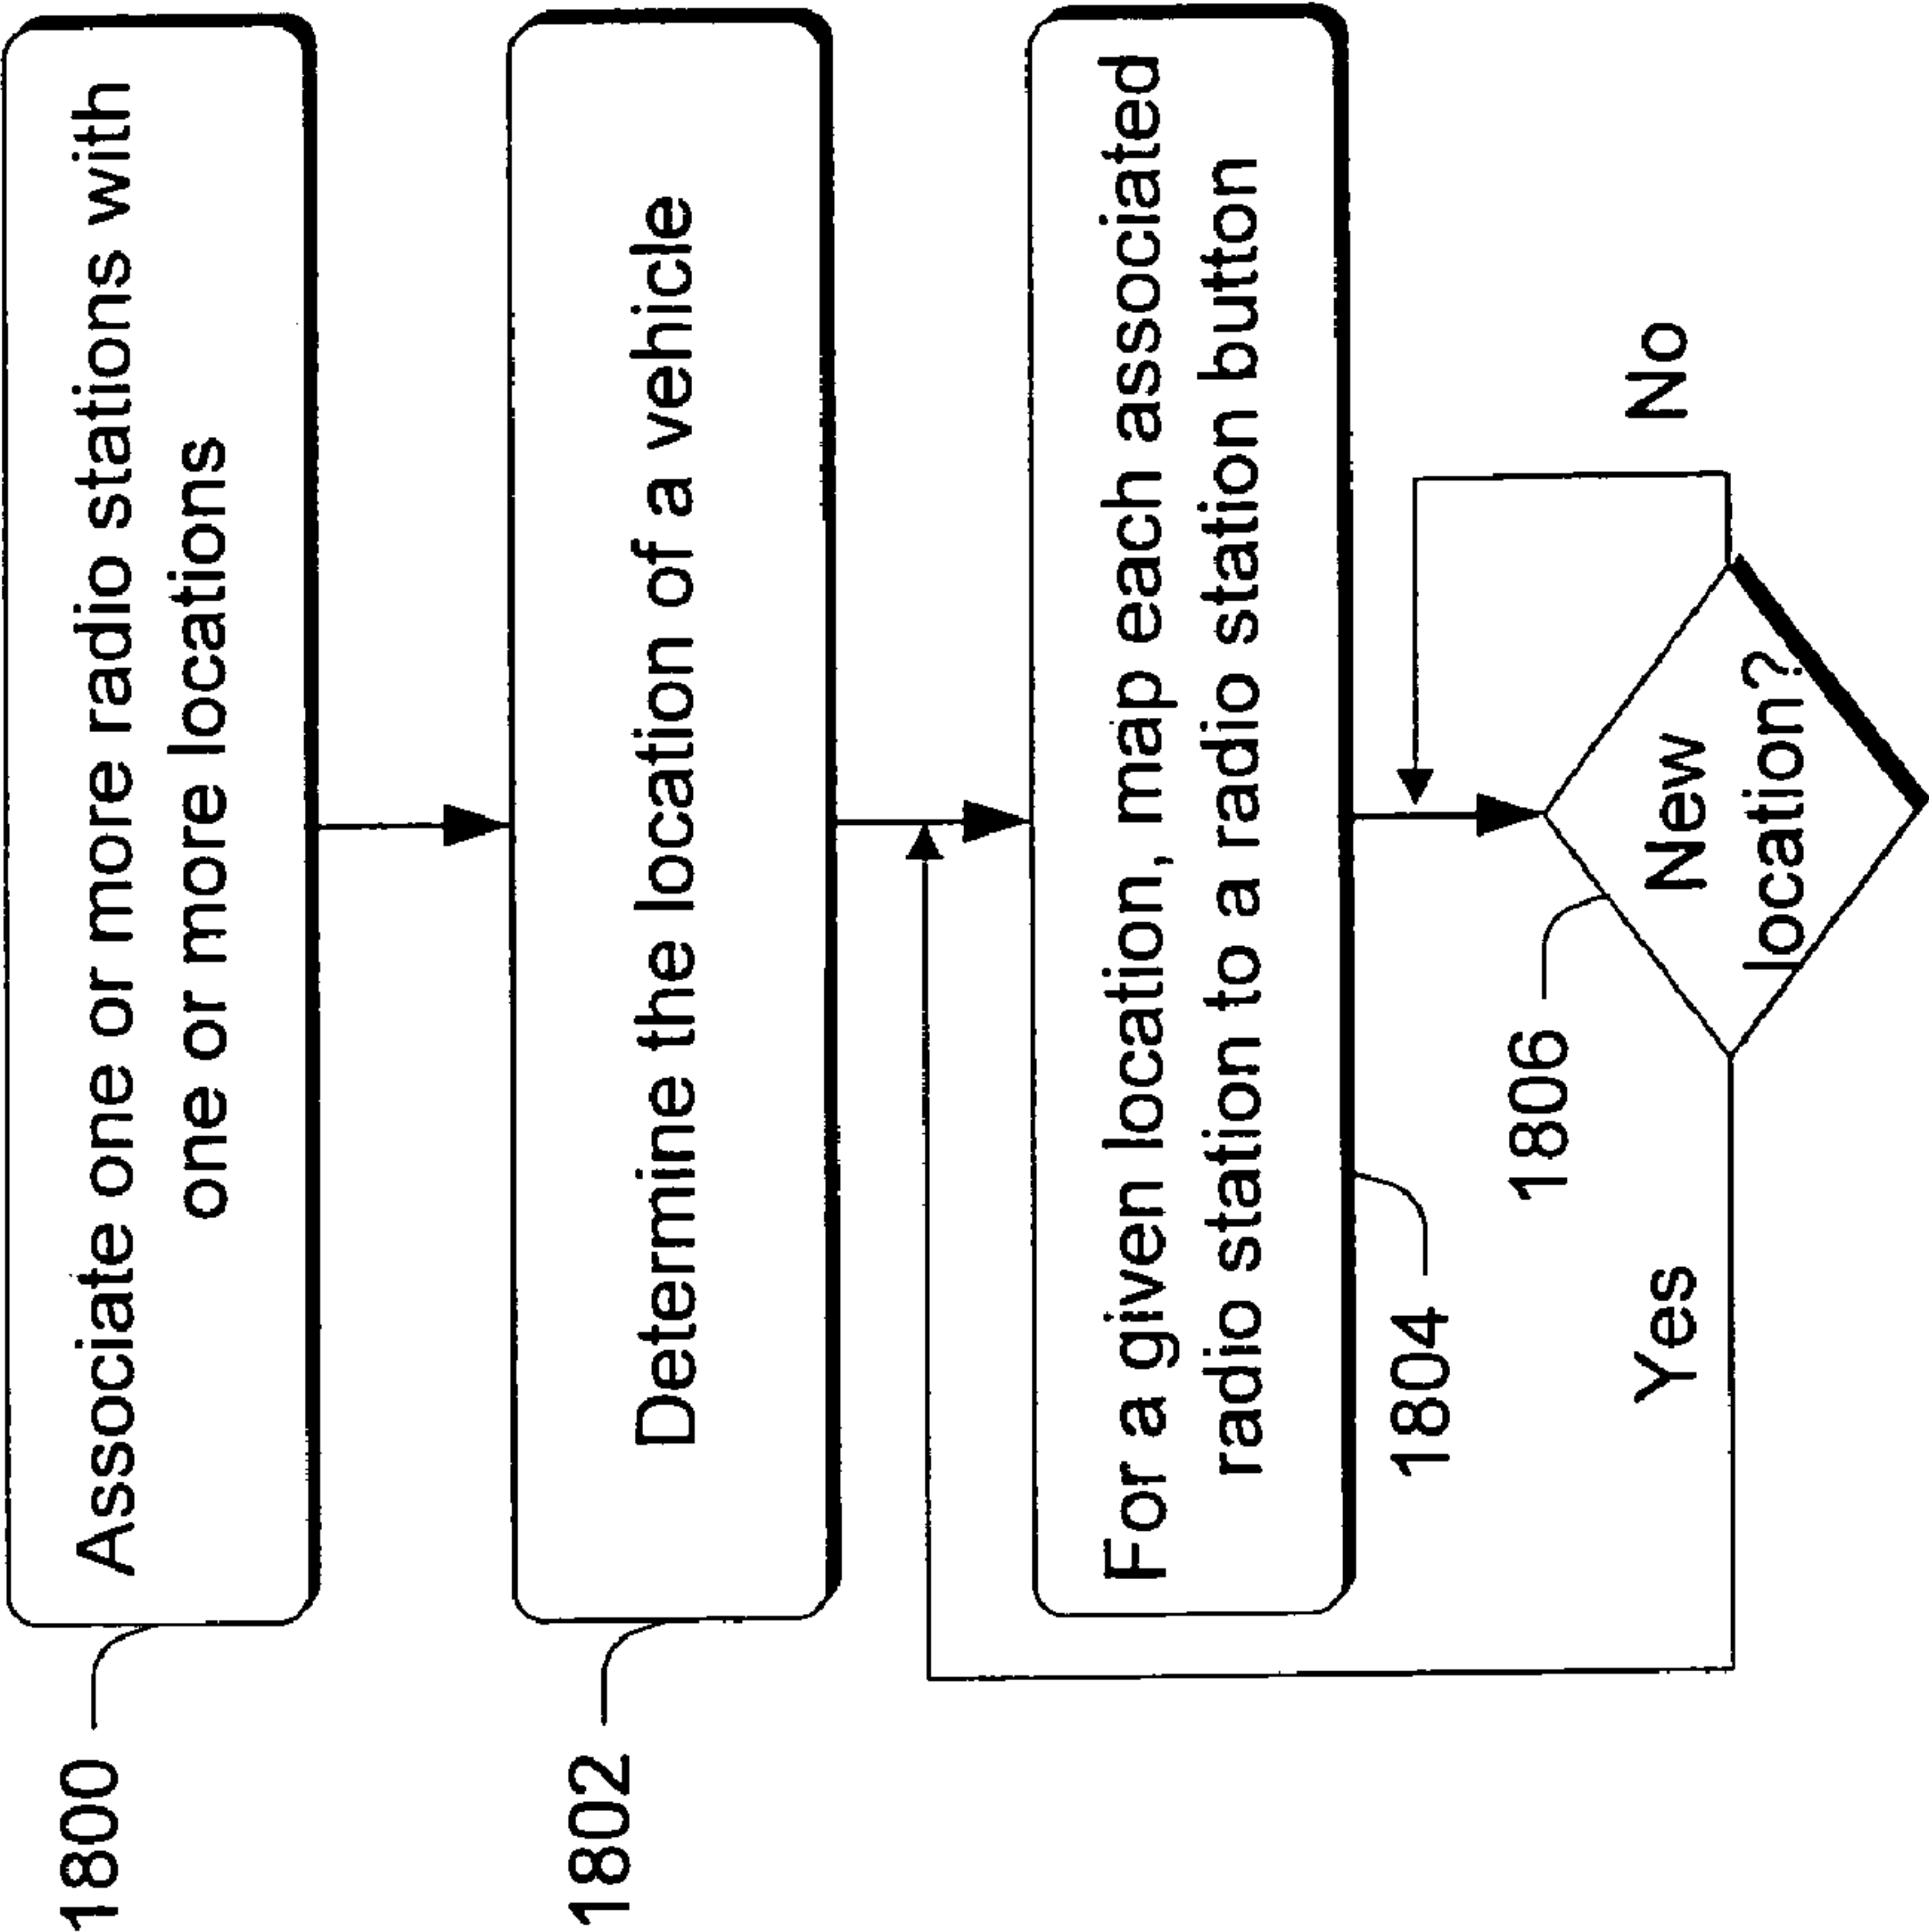 1800
Associate one or more radio stations with
one or more locations
1802
Determine the location of a vehicle
For a given location, map each associated
radio station to a radio station button
1804
1806
New
location?
Yes
No